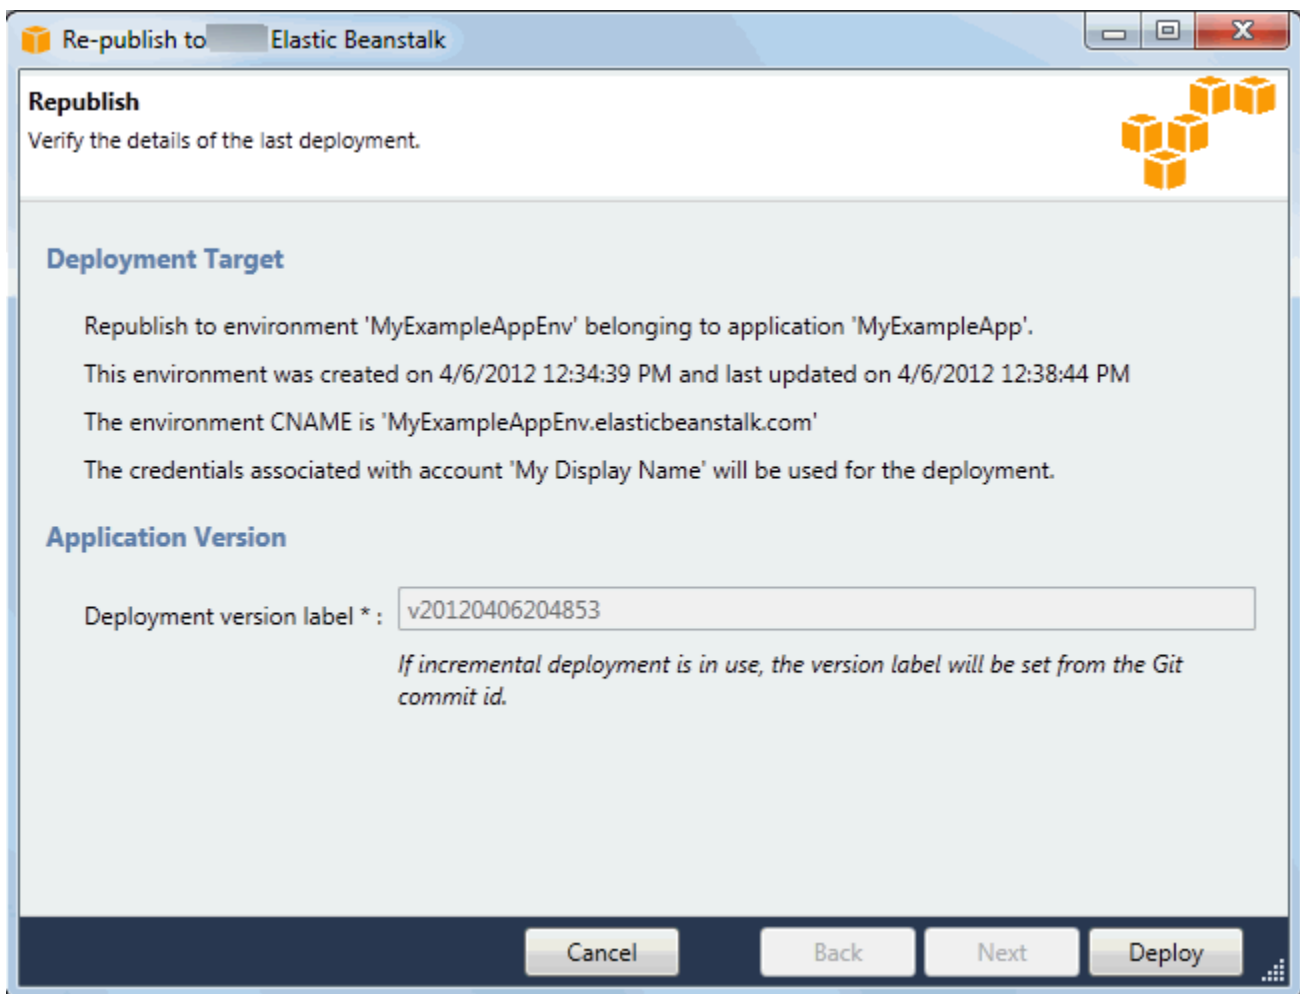 Re-publish to Elastic Beanstalk
Republish
Verify the details of the last deployment.
Deployment Target
Republish to environment 'MyExampleAppEnv' belonging to application 'MyExampleApp'.
This environment was created on 4/6/2012 12:34:39 PM and last updated on 4/6/2012 12:38:44 PM
The environment CNAME is 'MyExampleAppEnv.elasticbeanstalk.com'
The credentials associated with account 'My Display Name' will be used for the deployment.
Application Version
Deployment version label * : v20120406204853
If incremental deployment is in use, the version label will be set from the Git
commit id.
Cancel Back Next Deploy